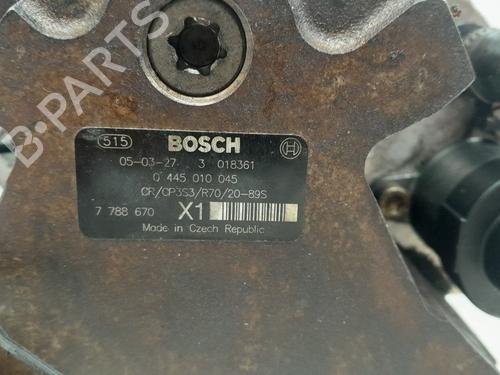 B-PARTS
515 BOSCH
05-03-27 3 018361
0 445 010 045
CR/CP3S3/R70/20-89S
7 788 670 X1
Made in Czech Republic